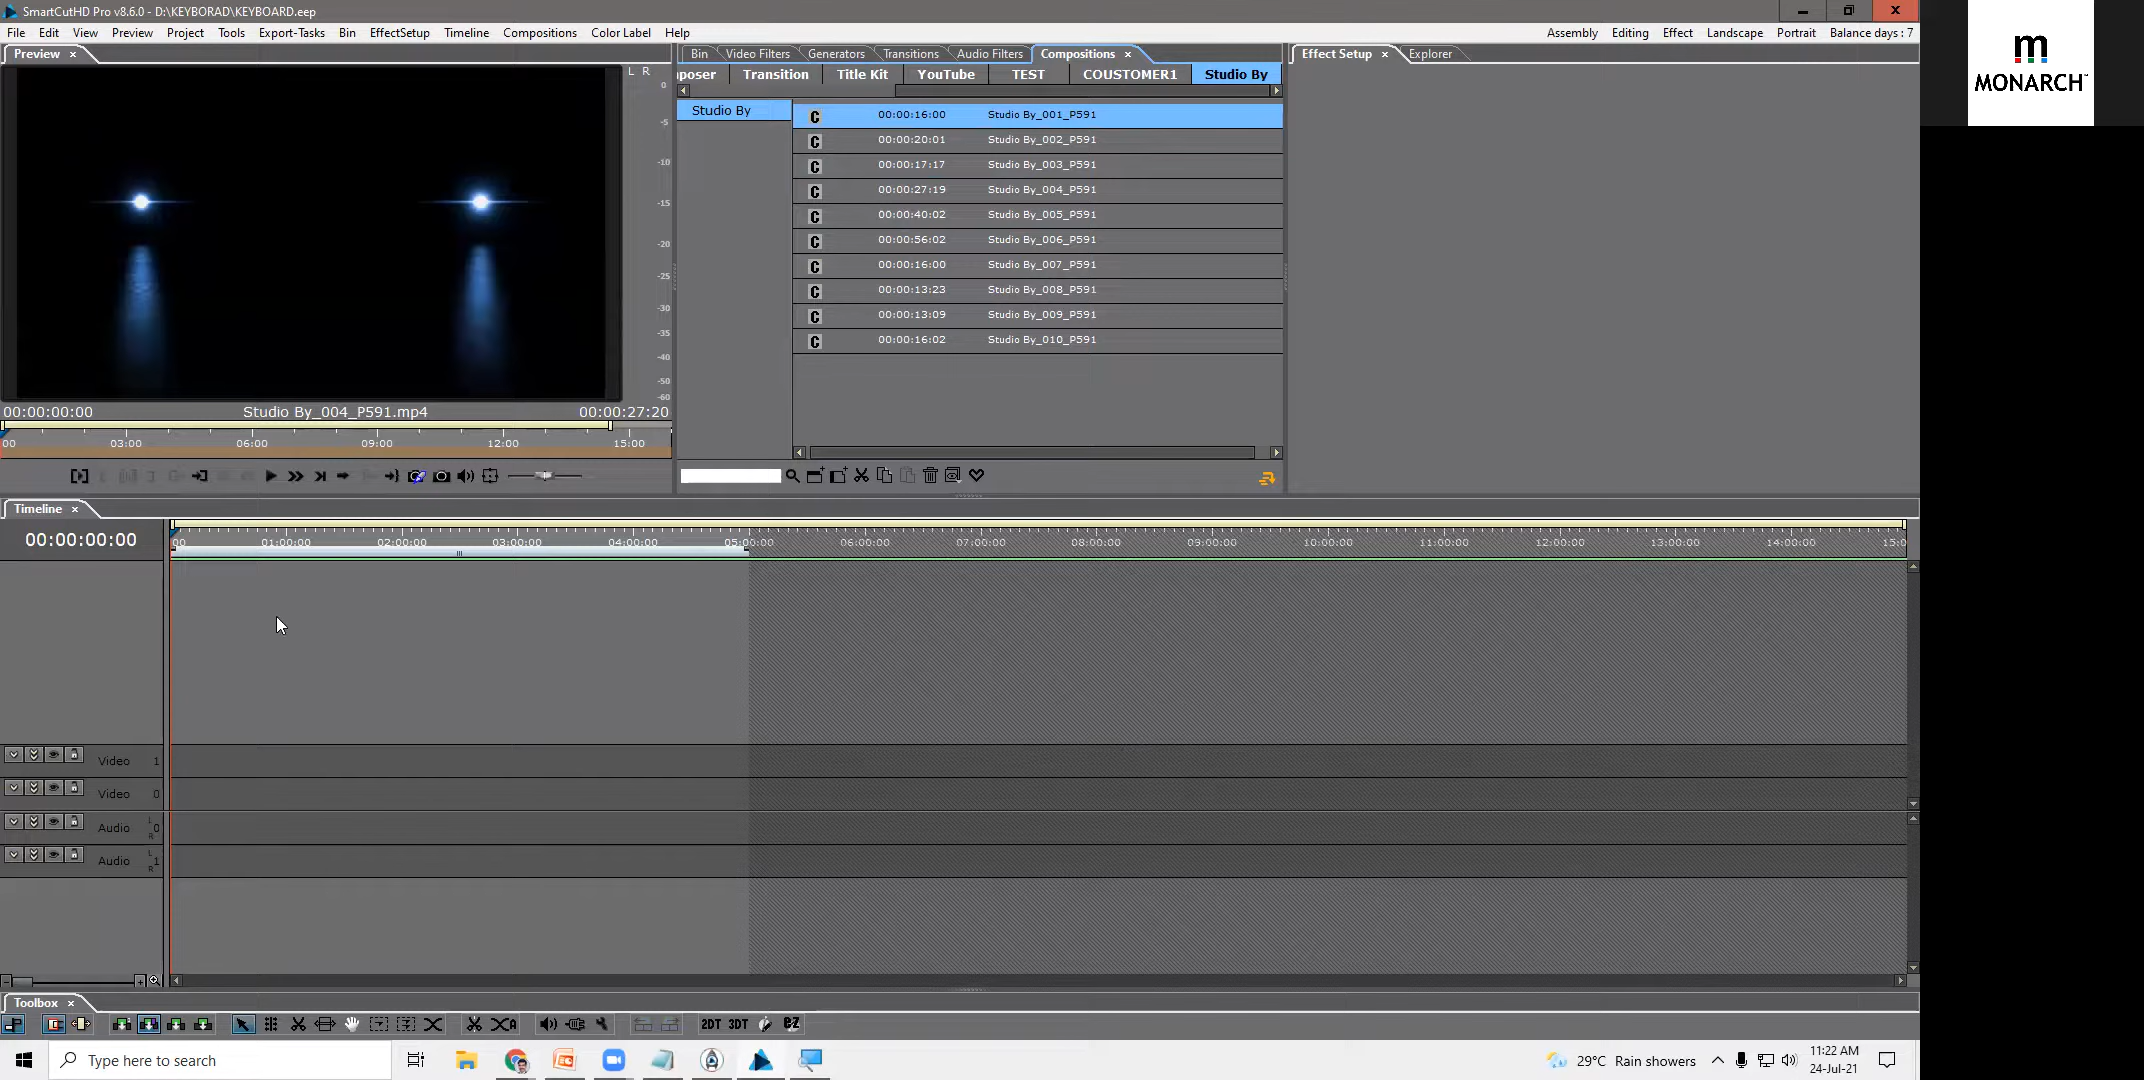 SmartCutHD Pro v8.6.0 - D:\KEYBORAD\KEYBOARD.eep
File Edit View Preview Project Tools Export-Tasks Bin EffectSetup Timeline Compositions Color Label Help
Assembly Editing Effect Landscape Portrait Balance days : 7
Preview
L R
0
-5
-10
-15
-20
-25
-30
-35
-40
-50
-60
00:00:00:00 Studio By_004_P591.mp4 00:00:27:20
00 03:00 06:00 09:00 12:00 15:00
Bin Video Filters Generators Transitions Audio Filters Compositions
poser Transition Title Kit YouTube TEST COUSTOMER1 Studio By
Studio By
C 00:00:16:00 Studio By_001_P591
C 00:00:20:01 Studio By_002_P591
C 00:00:17:17 Studio By_003_P591
C 00:00:27:19 Studio By_004_P591
C 00:00:40:02 Studio By_005_P591
C 00:00:56:02 Studio By_006_P591
C 00:00:16:00 Studio By_007_P591
C 00:00:13:23 Studio By_008_P591
C 00:00:13:09 Studio By_009_P591
C 00:00:16:02 Studio By_010_P591
Effect Setup Explorer
m
MONARCH
Timeline
00:00:00:00
00 01:00:00 02:00:00 03:00:00 04:00:00 05:00:00 06:00:00 07:00:00 08:00:00 09:00:00 10:00:00 11:00:00 12:00:00 13:00:00 14:00:00 15:0
Video 1
Video 0
Audio L R 0
Audio L R 1
Toolbox
2DT 3DT
Type here to search
29°C Rain showers
11:22 AM
24-Jul-21